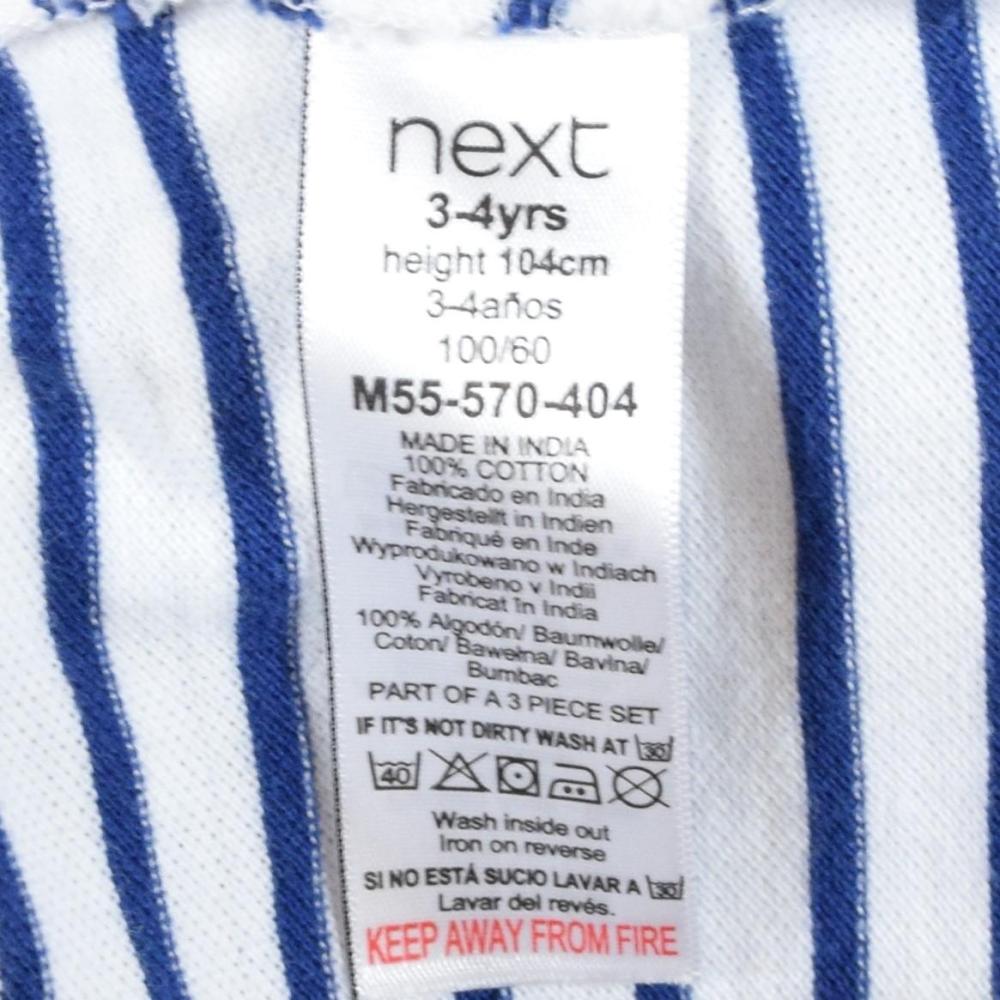 next
3-4yrs
height 104cm
3-4años
100/60
M55-570-404
MADE IN INDIA
100% COTTON
Fabricado en India
Hergestellt in Indien
Fabriqué en Inde
Wyprodukowano w Indiach
Vyrobeno v Indii
Fabricat în India
100% Algodón/ Baumwolle/
Coton/ Bawełna/ Bavlna/
Bumbac
PART OF A 3 PIECE SET
IF IT'S NOT DIRTY WASH AT 30
40
Wash inside out
Iron on reverse
SI NO ESTÁ SUCIO LAVAR A 30
Lavar del revés.
KEEP AWAY FROM FIRE